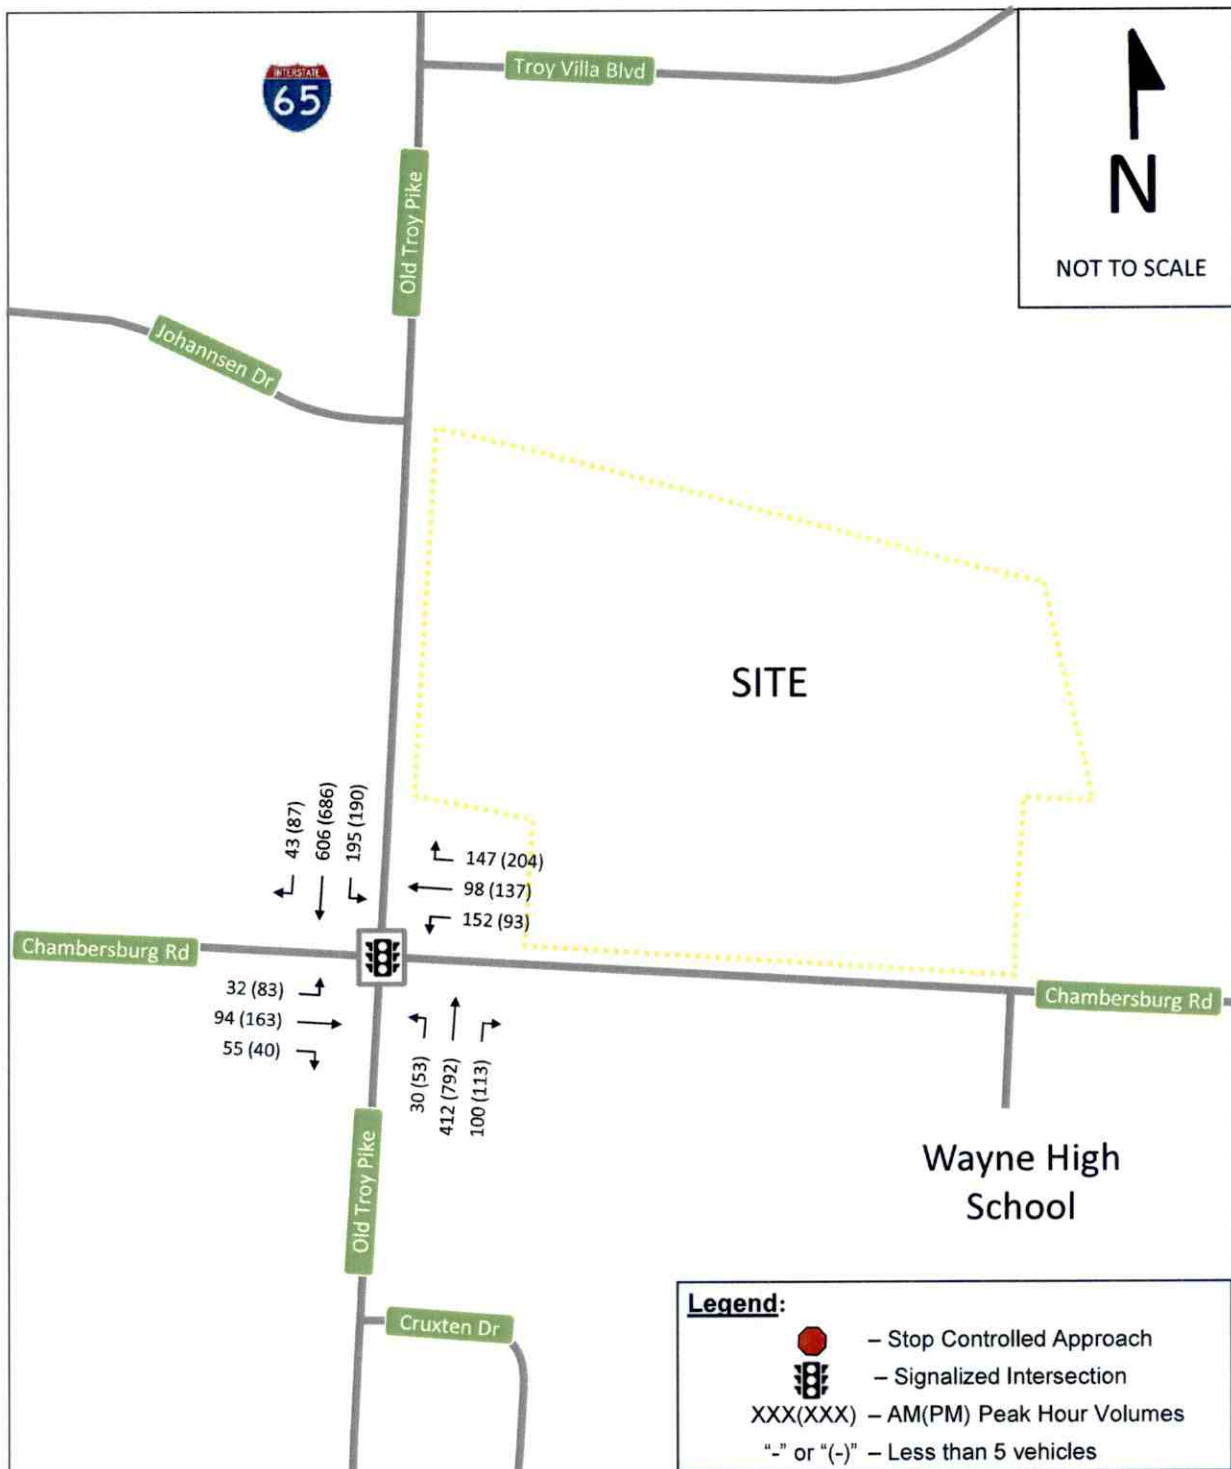 INTERSTATE
65
Troy Villa Blvd
N
NOT TO SCALE
Old Troy Pike
Johannsen Dr
SITE
43 (87)
606 (686)
195 (190)
147 (204)
98 (137)
152 (93)
Chambersburg Rd
32 (83)
94 (163)
55 (40)
30 (53)
412 (792)
100 (113)
Chambersburg Rd
Old Troy Pike
Wayne High
School
Cruxten Dr
Legend:
– Stop Controlled Approach
– Signalized Intersection
XXX(XXX) – AM(PM) Peak Hour Volumes
“-” or “(-)” – Less than 5 vehicles